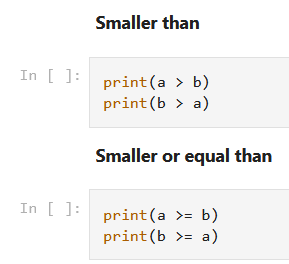 Smaller than
In [ ]:
print(a > b)
print(b > a)
Smaller or equal than
In [ ]:
print(a >= b)
print(b >= a)